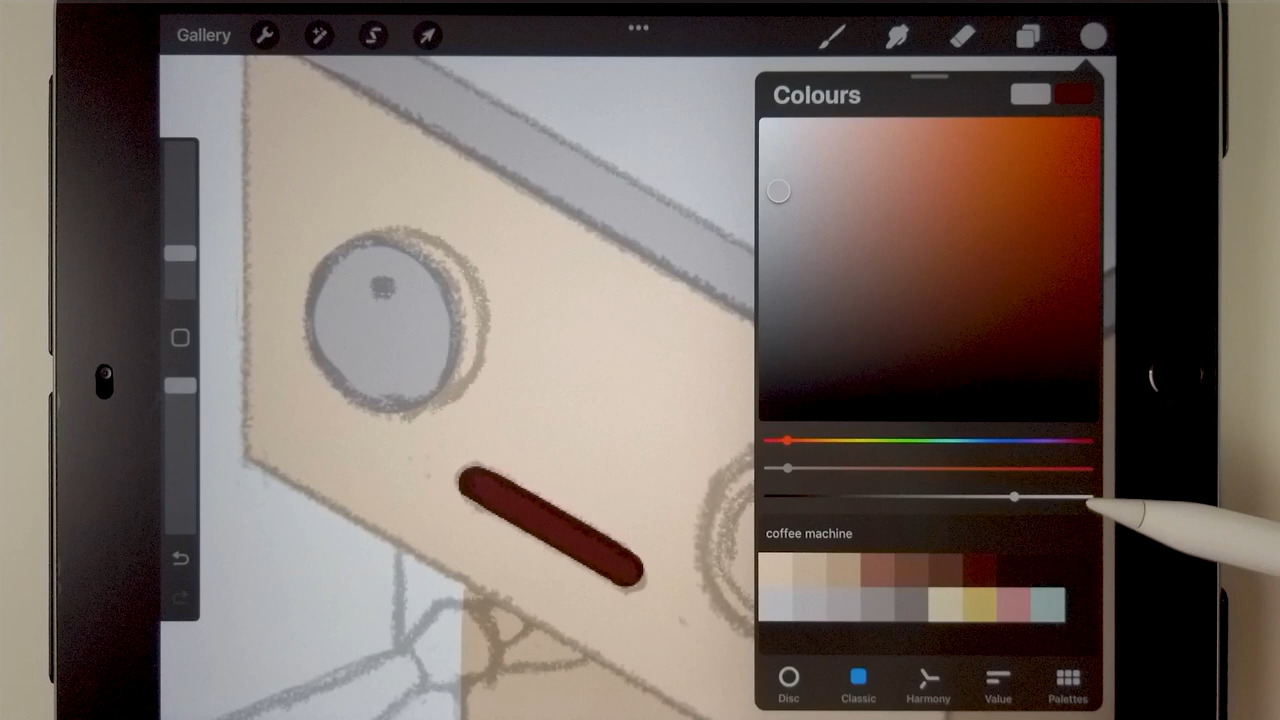 Gallery
Colours
coffee machine
Disc
Classic
Harmony
Value
Palettes